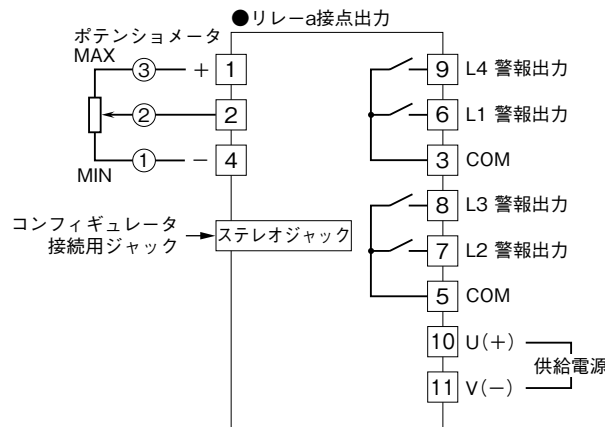 ●リレーa接点出力
ポテンショメータ
MAX
③ + 1
② 2
① − 4
MIN
コンフィギュレータ
接続用ジャック
ステレオジャック
9 L4 警報出力
6 L1 警報出力
3 COM
8 L3 警報出力
7 L2 警報出力
5 COM
10 U(+)
11 V(−)
供給電源